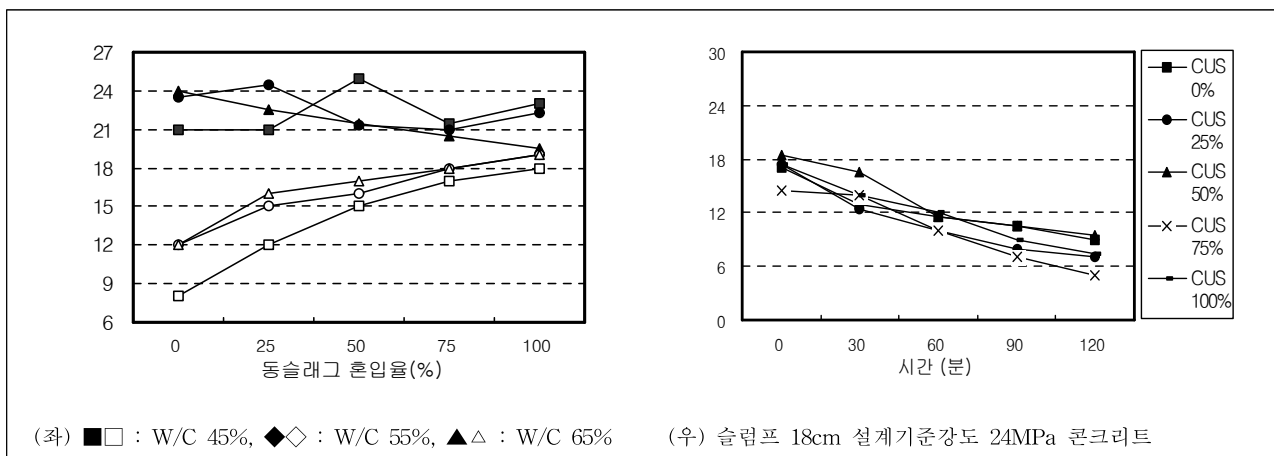 27
24
21
18
15
12
9
6
0 25 50 75 100
동슬래그 혼입율(%)
30
24
18
12
6
0
0 30 60 90 120
시간 (분)
CUS
0%
CUS
25%
CUS
50%
CUS
75%
CUS
100%
(좌) ■□ : W/C 45%, ◆◇ : W/C 55%, ▲△ : W/C 65% (우) 슬럼프 18cm 설계기준강도 24MPa 콘크리트